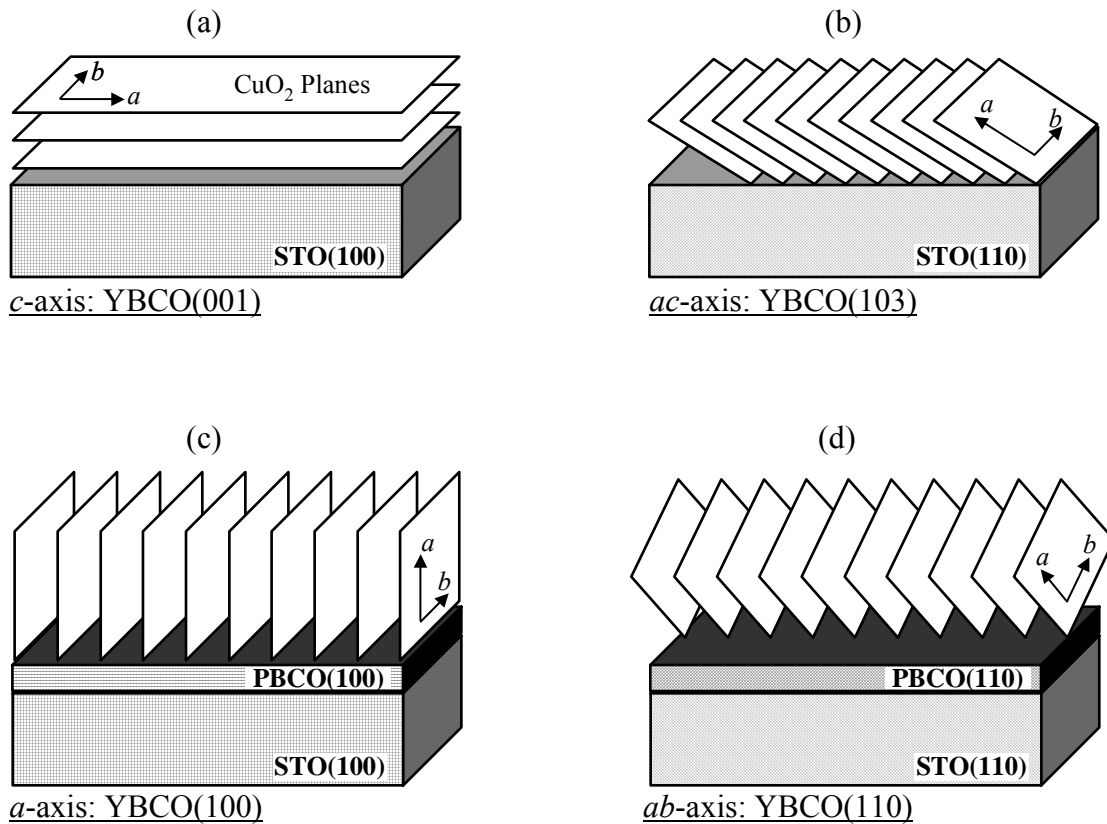 (a)
b
a
CuO₂ Planes
STO(100)
c-axis: YBCO(001)
(b)
a
b
STO(110)
ac-axis: YBCO(103)
(c)
a
b
PBCO(100)
STO(100)
a-axis: YBCO(100)
(d)
a
b
PBCO(110)
STO(110)
ab-axis: YBCO(110)